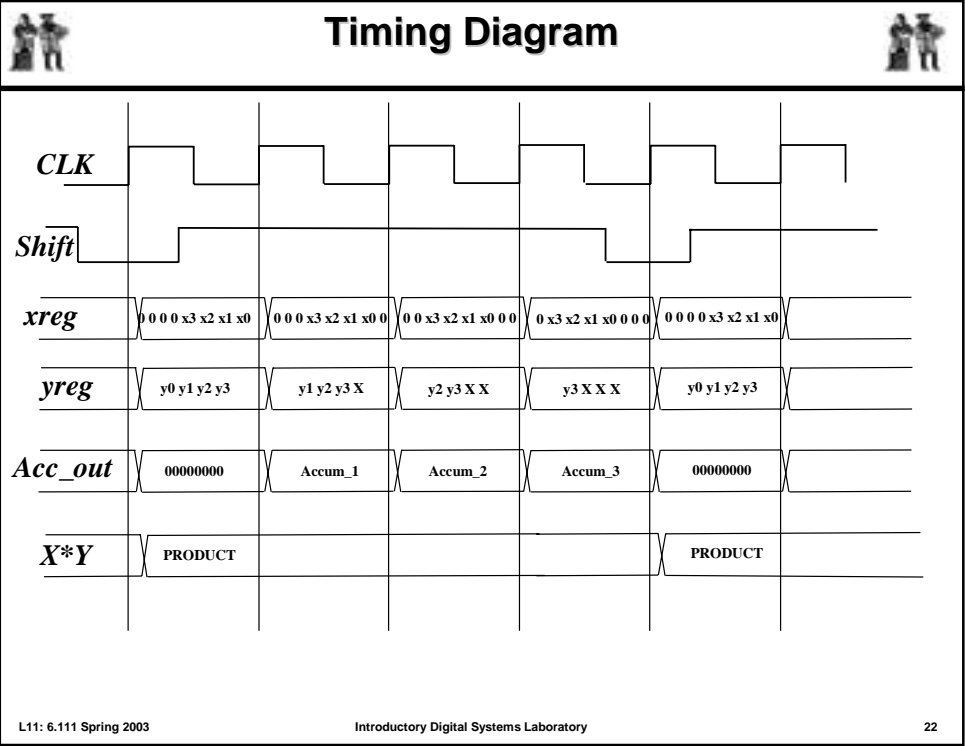 Timing Diagram
CLK
Shift
xreg 0 0 0 0 x3 x2 x1 x0 0 0 0 x3 x2 x1 x0 0 0 0 x3 x2 x1 x0 0 0 0 x3 x2 x1 x0 0 0 0 0 0 0 0 x3 x2 x1 x0
yreg y0 y1 y2 y3 y1 y2 y3 X y2 y3 X X y3 X X X y0 y1 y2 y3
Acc_out 00000000 Accum_1 Accum_2 Accum_3 00000000
X*Y PRODUCT PRODUCT
L11: 6.111 Spring 2003 Introductory Digital Systems Laboratory 22